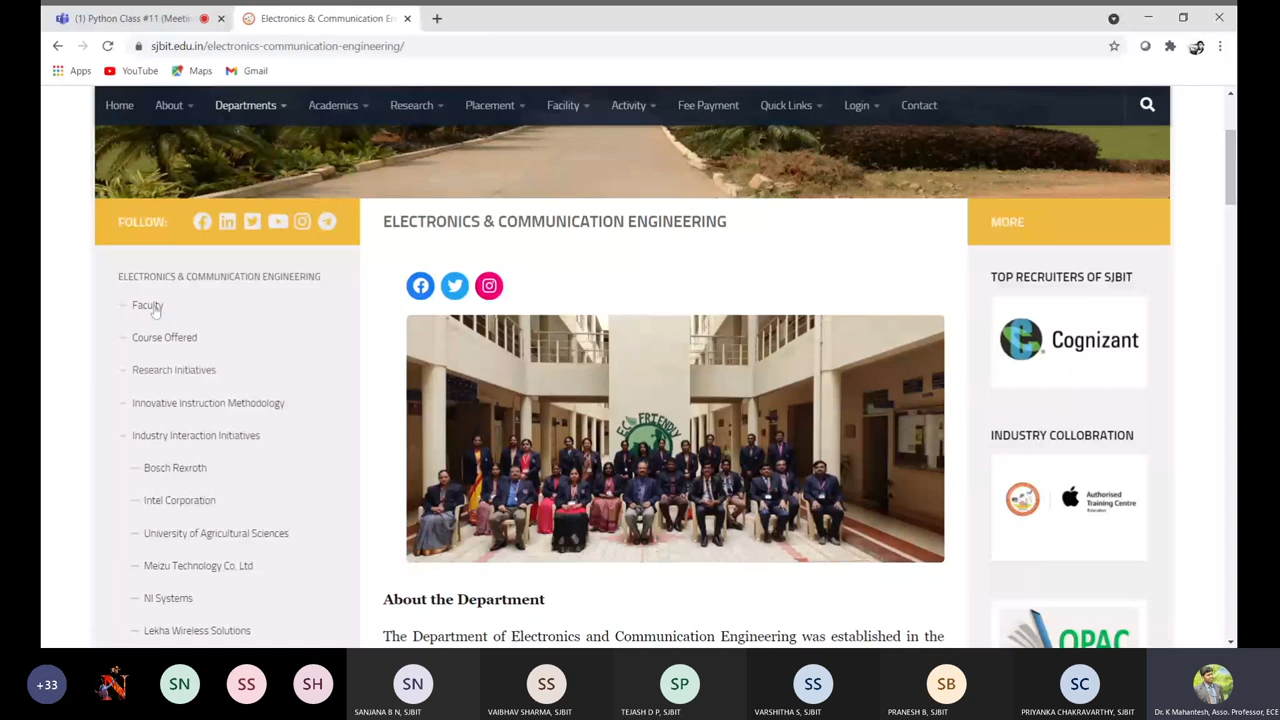 (1) Python Class #11 (Meeti
Electronics & Communication En
sjbit.edu.in/electronics-communication-engineering/
Apps
YouTube
Maps
Gmail
Home
About
Departments
Academics
Research
Placement
Facility
Activity
Fee Payment
Quick Links
Login
Contact
FOLLOW:
ELECTRONICS & COMMUNICATION ENGINEERING
MORE
ELECTRONICS & COMMUNICATION ENGINEERING
Faculty
Course Offered
Research Initiatives
Innovative Instruction Methodology
Industry Interaction Initiatives
Bosch Rexroth
Intel Corporation
University of Agricultural Sciences
Meizu Technology Co. Ltd
NI Systems
Lekha Wireless Solutions
ECO FRIENDLY
About the Department
The Department of Electronics and Communication Engineering was established in the
TOP RECRUITERS OF SJBIT
Cognizant
INDUSTRY COLLOBRATION
Authorised
Training Centre
Education
OPAC
+33
N
SN
SS
SH
SN
SANJANA B N, SJBIT
SS
VAIBHAV SHARMA, SJBIT
SP
TEJASH D P, SJBIT
SS
VARSHITHA S, SJBIT
SB
PRANESH B, SJBIT
SC
PRIYANKA CHAKRAVARTHY, SJBIT
Dr. K Mahantesh, Asso. Professor, ECE